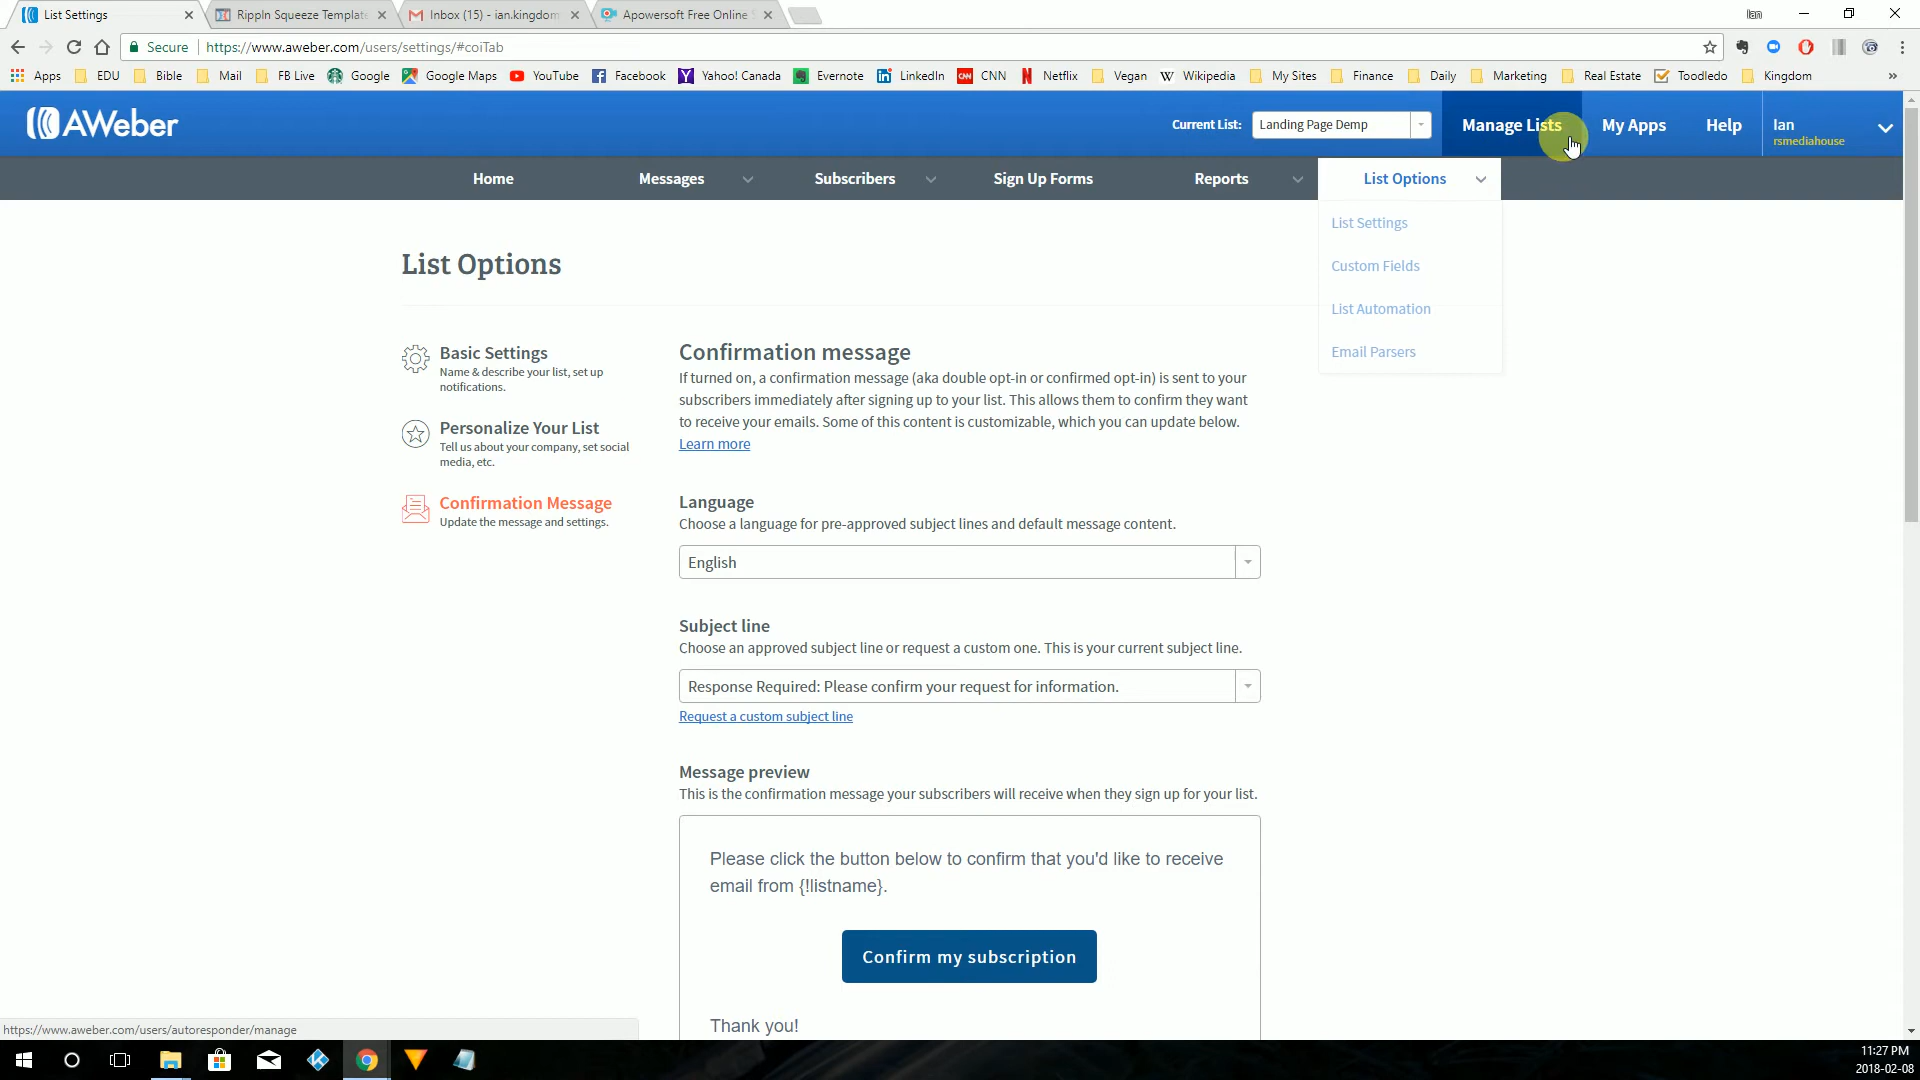 List Settings
Rippln Squeeze Template
Inbox (15) - ian.kingdom
Apowersoft Free Online S
Ian
Secure
https://www.aweber.com/users/settings/#coiTab
Apps
EDU
Bible
Mail
FB Live
Google
Google Maps
YouTube
Facebook
Yahoo! Canada
Evernote
LinkedIn
CNN
Netflix
Vegan
Wikipedia
My Sites
Finance
Daily
Marketing
Real Estate
Toodledo
Kingdom
»
AWeber
Current List:
Landing Page Demp
Manage Lists
My Apps
Help
Ian
rsmediahouse
Home
Messages
Subscribers
Sign Up Forms
Reports
List Options
List Settings
Custom Fields
List Automation
Email Parsers
List Options
Basic Settings
Name & describe your list, set up
notifications.
Personalize Your List
Tell us about your company, set social
media, etc.
Confirmation Message
Update the message and settings.
Confirmation message
If turned on, a confirmation message (aka double opt-in or confirmed opt-in) is sent to your
subscribers immediately after signing up to your list. This allows them to confirm they want
to receive your emails. Some of this content is customizable, which you can update below.
Learn more
Language
Choose a language for pre-approved subject lines and default message content.
English
Subject line
Choose an approved subject line or request a custom one. This is your current subject line.
Response Required: Please confirm your request for information.
Request a custom subject line
Message preview
This is the confirmation message your subscribers will receive when they sign up for your list.
Please click the button below to confirm that you'd like to receive
email from {!listname}.
Confirm my subscription
Thank you!
https://www.aweber.com/users/autoresponder/manage
11:27 PM
2018-02-08